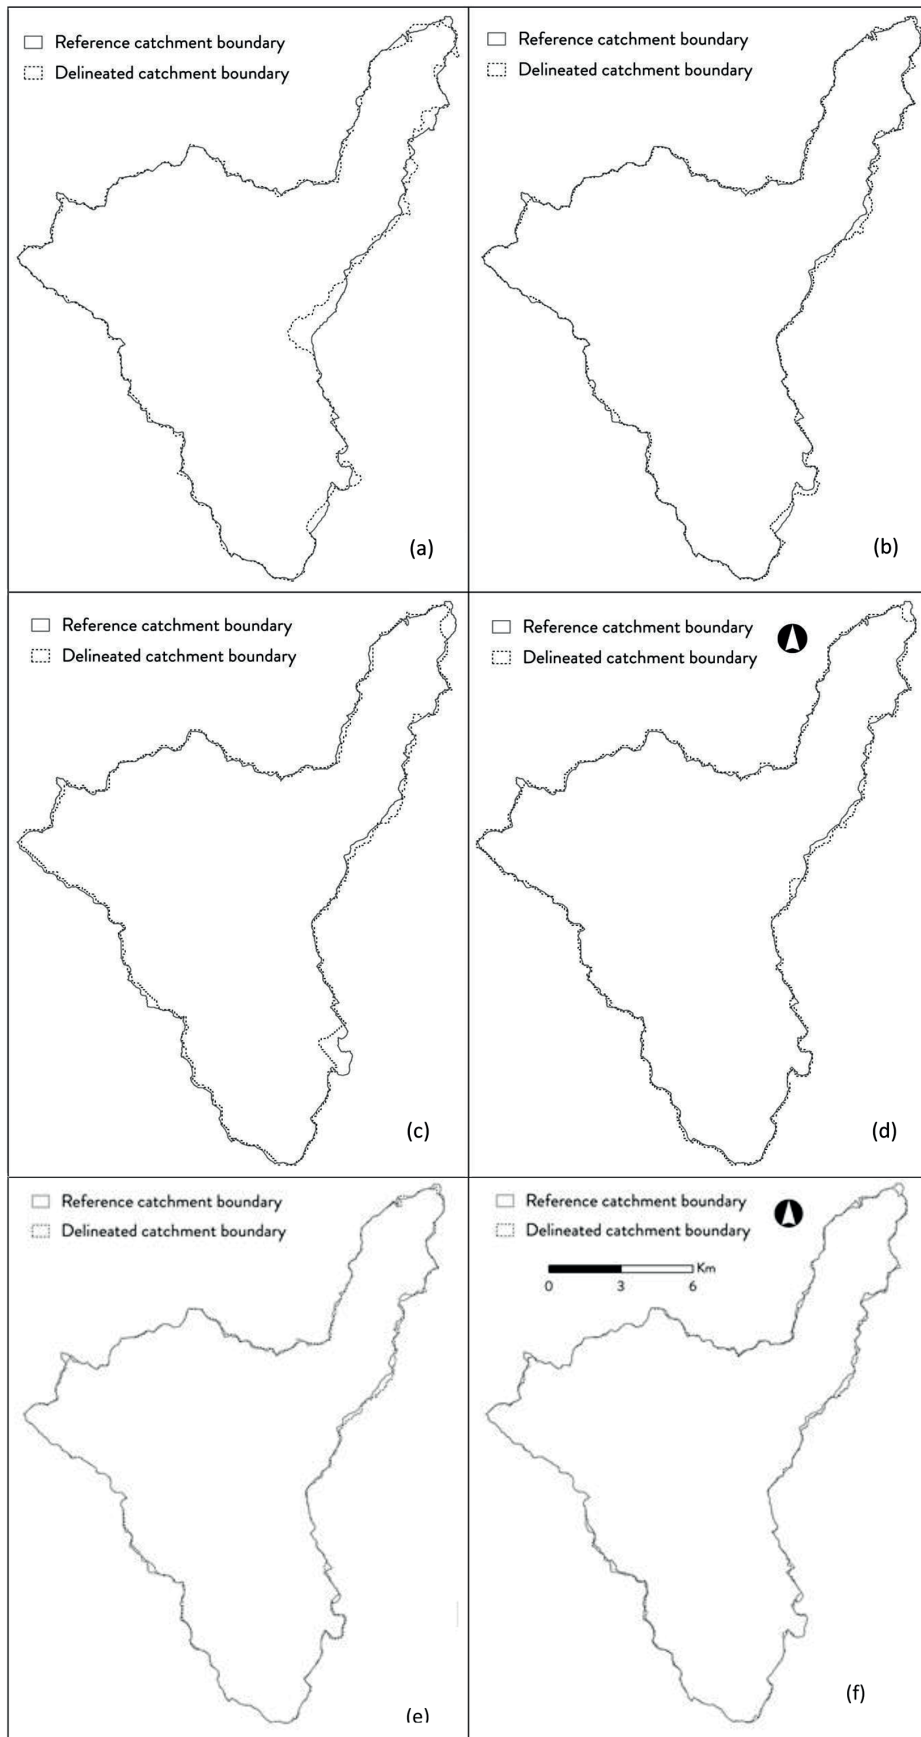 Reference catchment boundary
Delineated catchment boundary
(a)
Reference catchment boundary
Delineated catchment boundary
(b)
Reference catchment boundary
Delineated catchment boundary
(c)
Reference catchment boundary
Delineated catchment boundary
(d)
Reference catchment boundary
Delineated catchment boundary
(e)
Reference catchment boundary
Delineated catchment boundary
Km
0 3 6
(f)